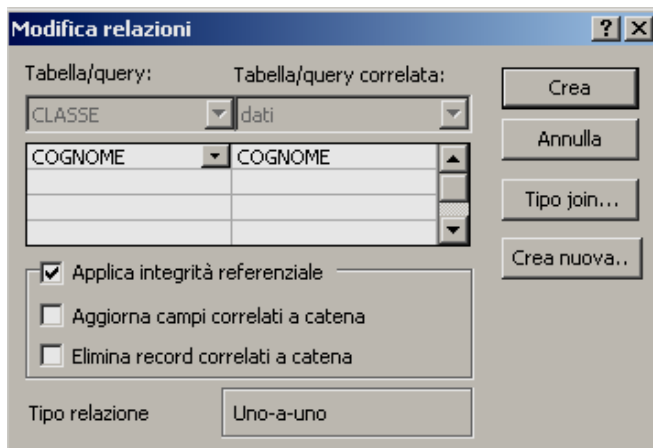 Modifica relazioni
Tabella/query: Tabella/query correlata:
CLASSE dati
COGNOME COGNOME
Crea
Annulla
Tipo join...
Crea nuova..
Applica integrità referenziale
Aggiorna campi correlati a catena
Elimina record correlati a catena
Tipo relazione Uno-a-uno